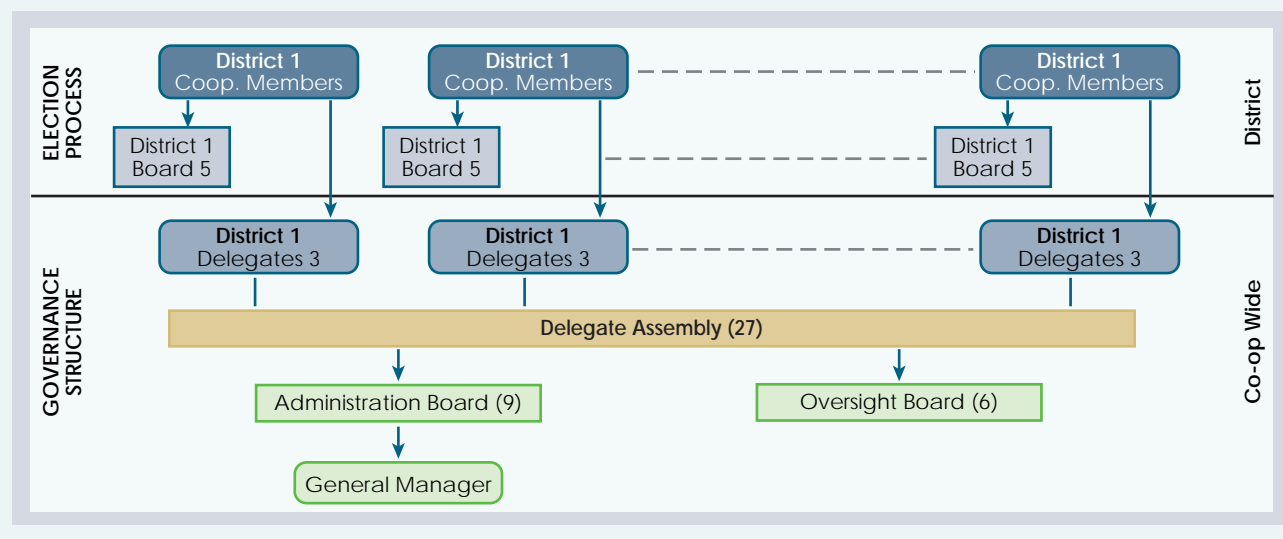 ELECTION
PROCESS
District 1
Coop. Members
District 1
Coop. Members
District 1
Coop. Members
District 1
Board 5
District 1
Board 5
District 1
Board 5
District
GOVERNANCE
STRUCTURE
District 1
Delegates 3
District 1
Delegates 3
District 1
Delegates 3
Delegate Assembly (27)
Administration Board (9)
Oversight Board (6)
General Manager
Co-op Wide